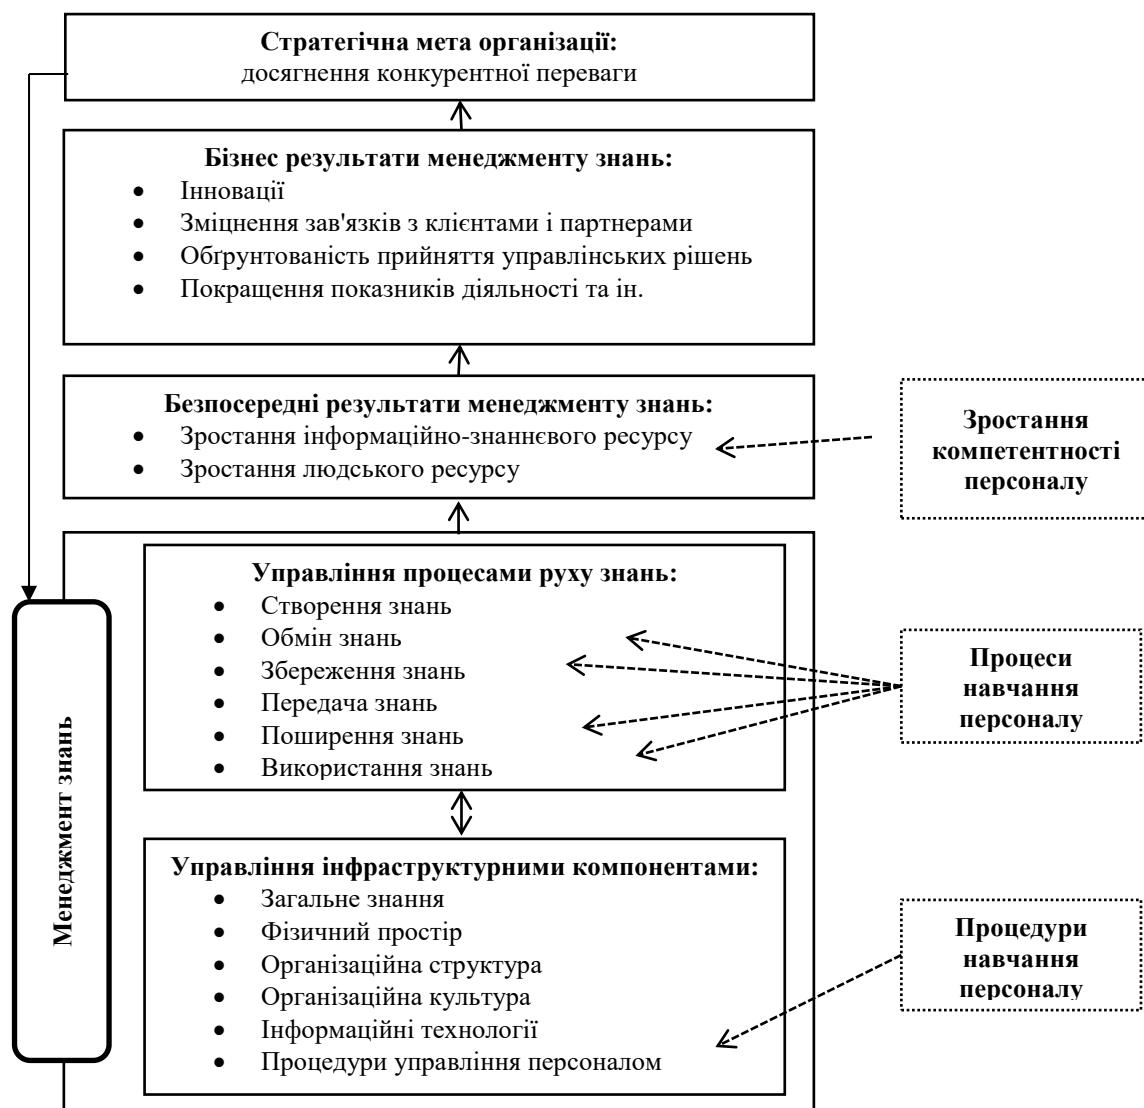 Стратегічна мета організації:
досягнення конкурентної переваги
Бізнес результати менеджменту знань:
• Інновації
• Зміцнення зав'язків з клієнтами і партнерами
• Обґрунтованість прийняття управлінських рішень
• Покращення показників діяльності та ін.
Безпосередні результати менеджменту знань:
• Зростання інформаційно-знаннєвого ресурсу
• Зростання людського ресурсу
Зростання
компетентності
персоналу
Менеджмент знань
Управління процесами руху знань:
• Створення знань
• Обмін знань
• Збереження знань
• Передача знань
• Поширення знань
• Використання знань
Процеси
навчання
персоналу
Управління інфраструктурними компонентами:
• Загальне знання
• Фізичний простір
• Організаційна структура
• Організаційна культура
• Інформаційні технології
• Процедури управління персоналом
Процедури
навчання
персоналу